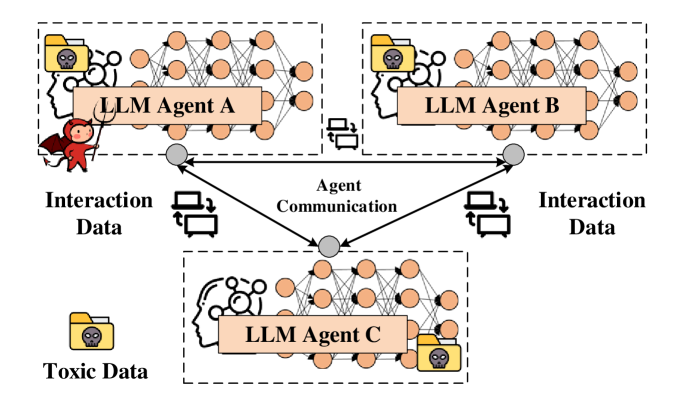 LLM Agent A
LLM Agent B
Interaction
Data
Agent
Communication
Interaction
Data
LLM Agent C
Toxic Data